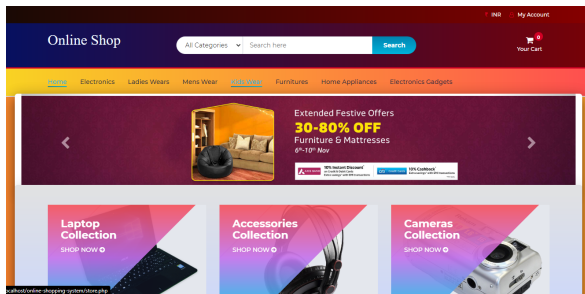 INR My Account
Online Shop
All Categories Search here Search
0
Your Cart
Home Electronics Ladies Wears Mens Wear Kids Wear Furnitures Home Appliances Electronics Gadgets
Extended Festive Offers
30-80% OFF
Furniture & Mattresses
6th-10th Nov
10% Instant Discount*
10% Cashback*
Laptop
Collection
SHOP NOW
Accessories
Collection
SHOP NOW
Cameras
Collection
SHOP NOW
ocalhost/online-shopping-system/store.php